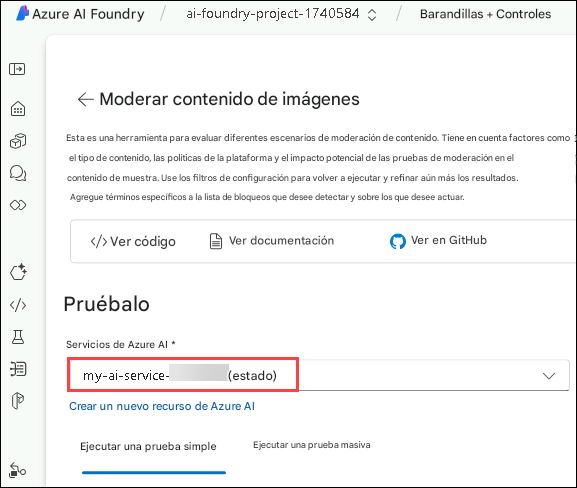 Azure AI Foundry / ai-foundry-project-1740584 / Barandillas + Controles
Moderar contenido de imágenes
Esta es una herramienta para evaluar diferentes escenarios de moderación de contenido. Tiene en cuenta factores como
el tipo de contenido, las políticas de la plataforma y el impacto potencial de las pruebas de moderación en el
contenido de muestra. Use los filtros de configuración para volver a ejecutar y refinar aún más los resultados.
Agregue términos específicos a la lista de bloqueos que desee detectar y sobre los que desee actuar.
Ver código Ver documentación Ver en GitHub
Pruébalo
Servicios de Azure AI *
my-ai-service- (estado)
Crear un nuevo recurso de Azure AI
Ejecutar una prueba simple Ejecutar una prueba masiva